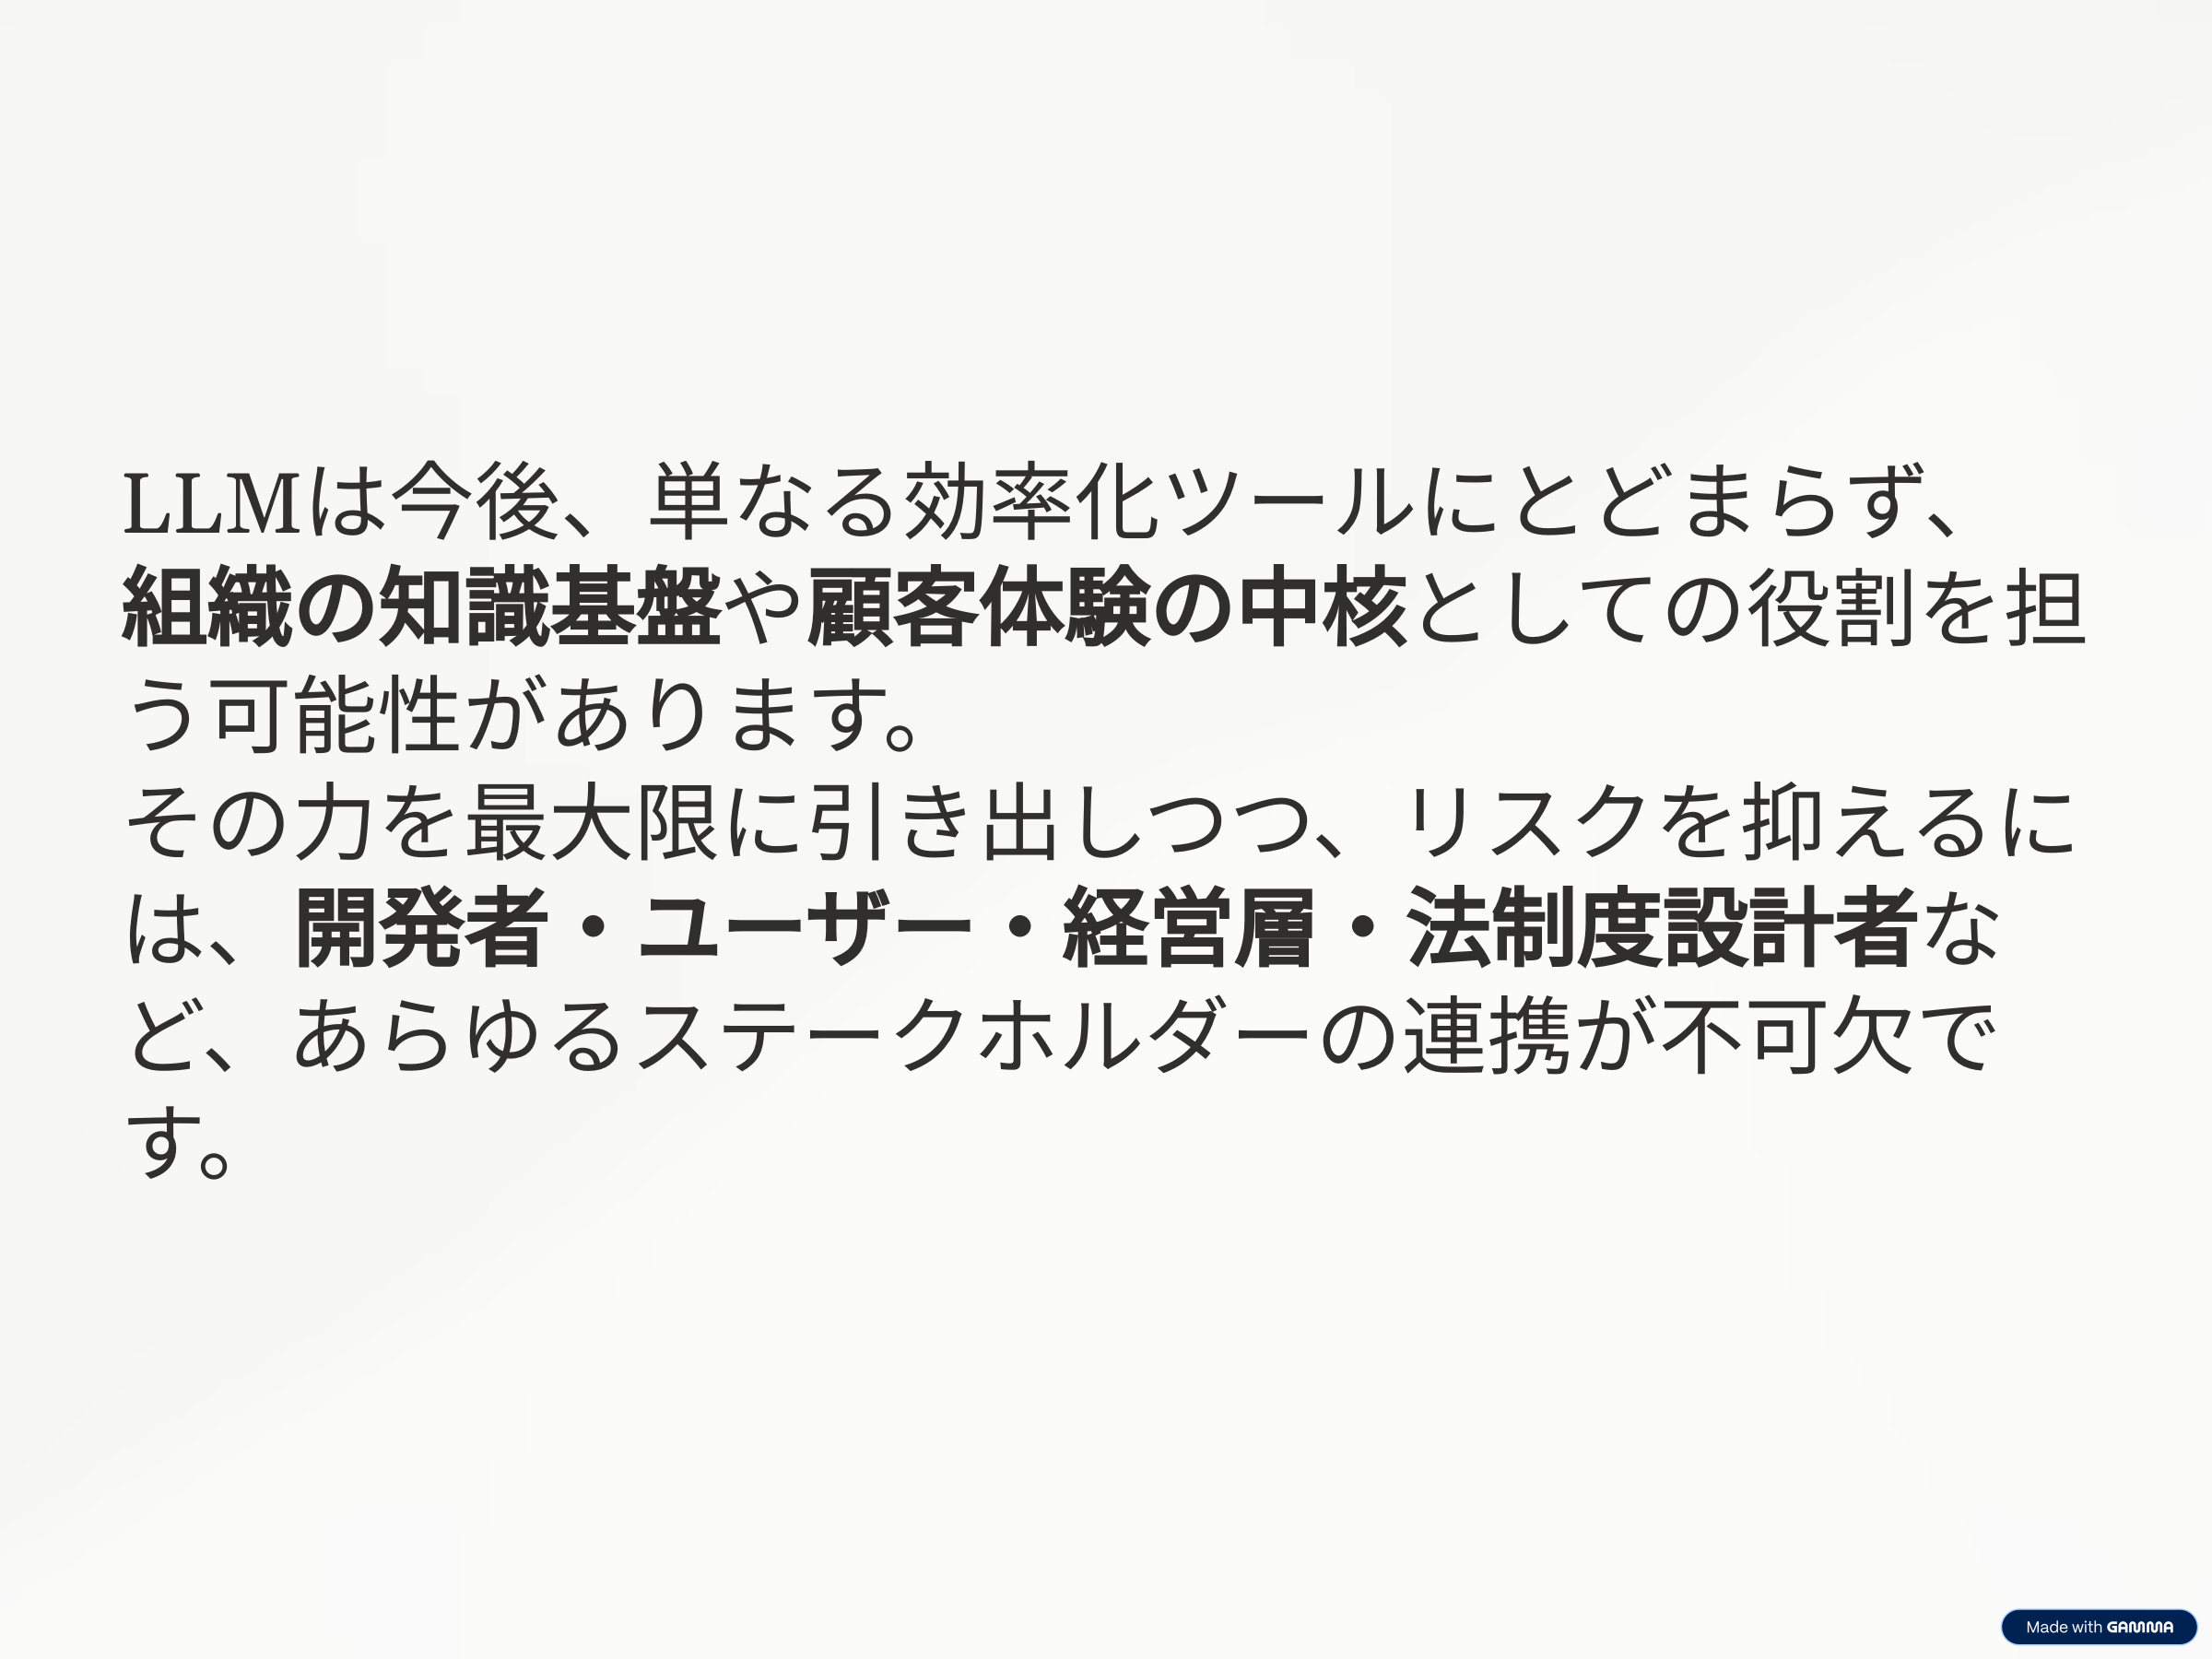 LLMは今後、単なる効率化ツールにとどまらず、
組織の知識基盤や顧客体験の中核としての役割を担
う可能性があります。
その力を最大限に引き出しつつ、リスクを抑えるに
は、開発者・ユーザー・経営層・法制度設計者な
ど、あらゆるステークホルダーの連携が不可欠で
す。
Made with GAMMA